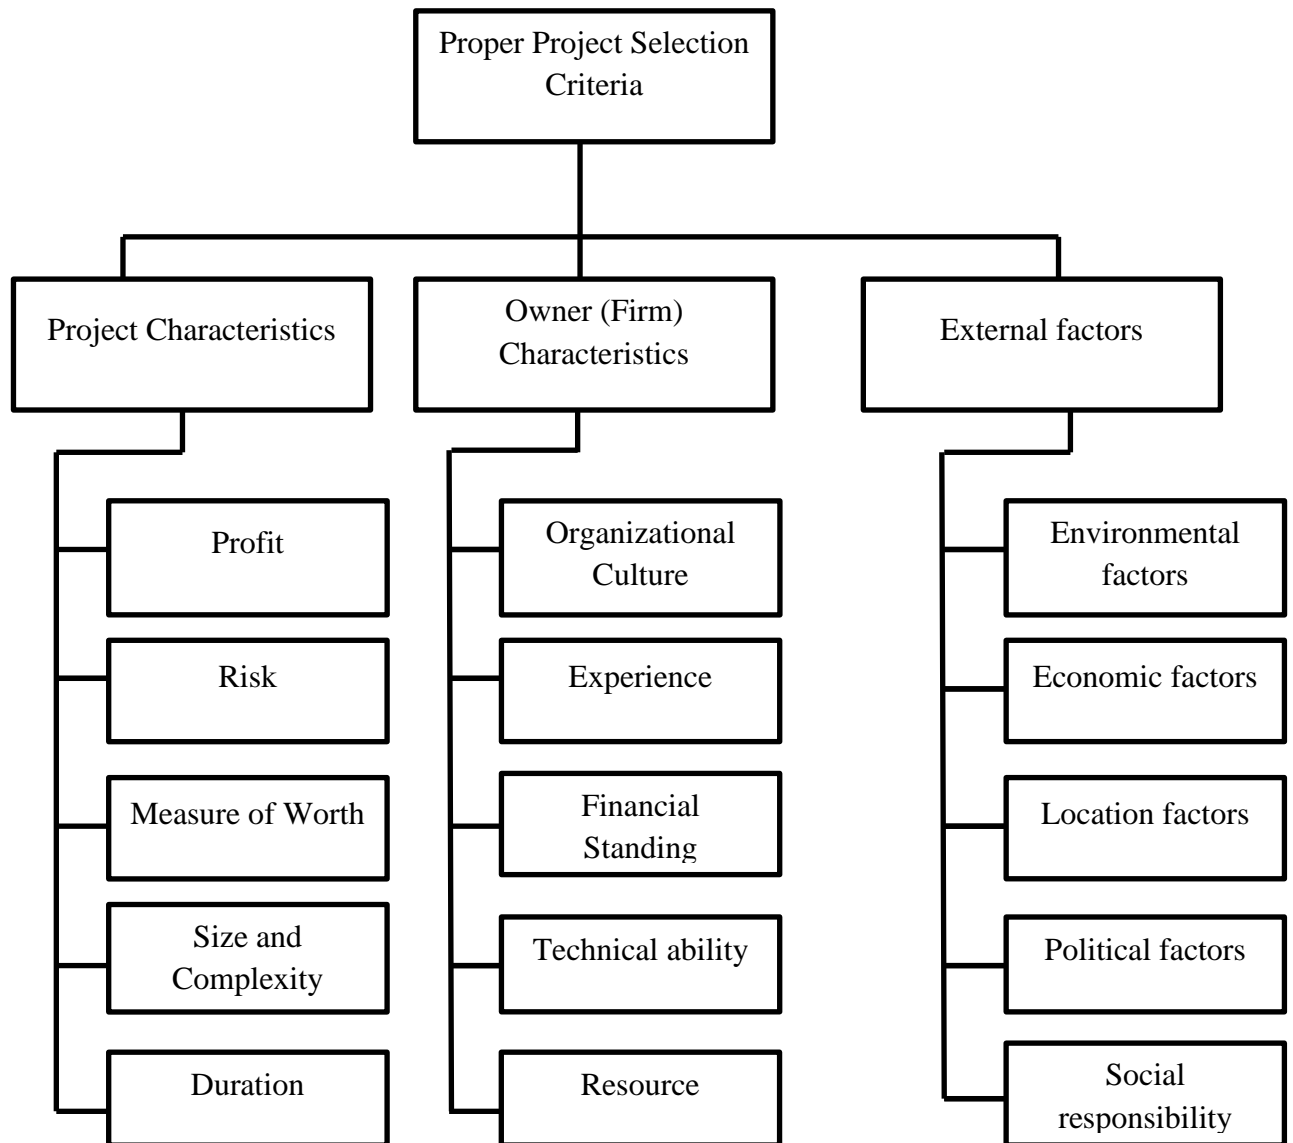 Proper Project Selection
Criteria
Project Characteristics
Owner (Firm)
Characteristics
External factors
Profit
Risk
Measure of Worth
Size and
Complexity
Duration
Organizational
Culture
Experience
Financial
Standing
Technical ability
Resource
Environmental
factors
Economic factors
Location factors
Political factors
Social
responsibility